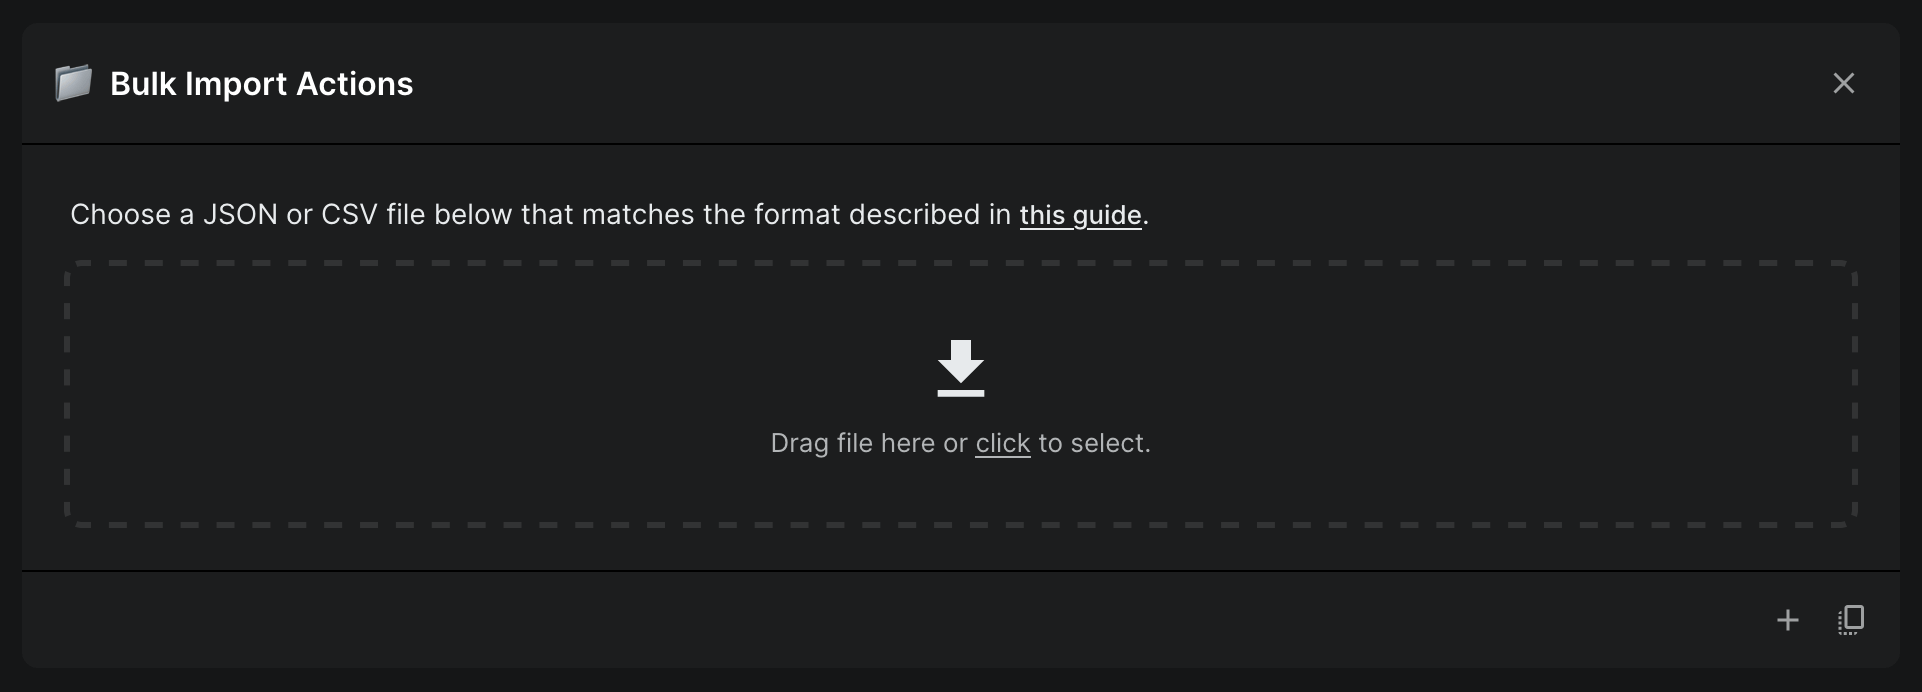 Bulk Import Actions
Choose a JSON or CSV file below that matches the format described in this guide.
Drag file here or click to select.